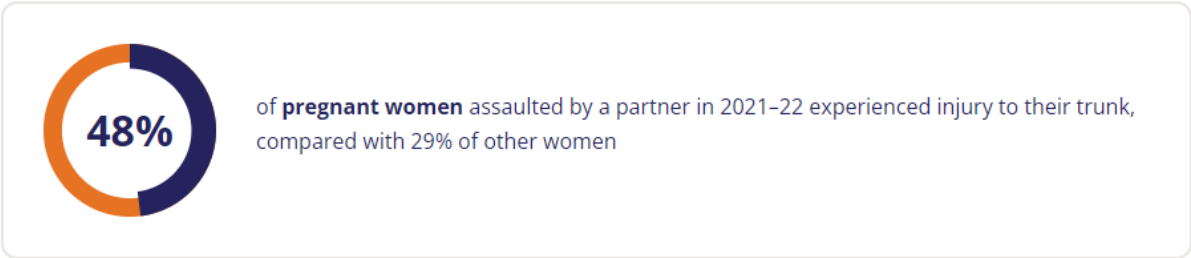 48%
of pregnant women assaulted by a partner in 2021–22 experienced injury to their trunk,
compared with 29% of other women